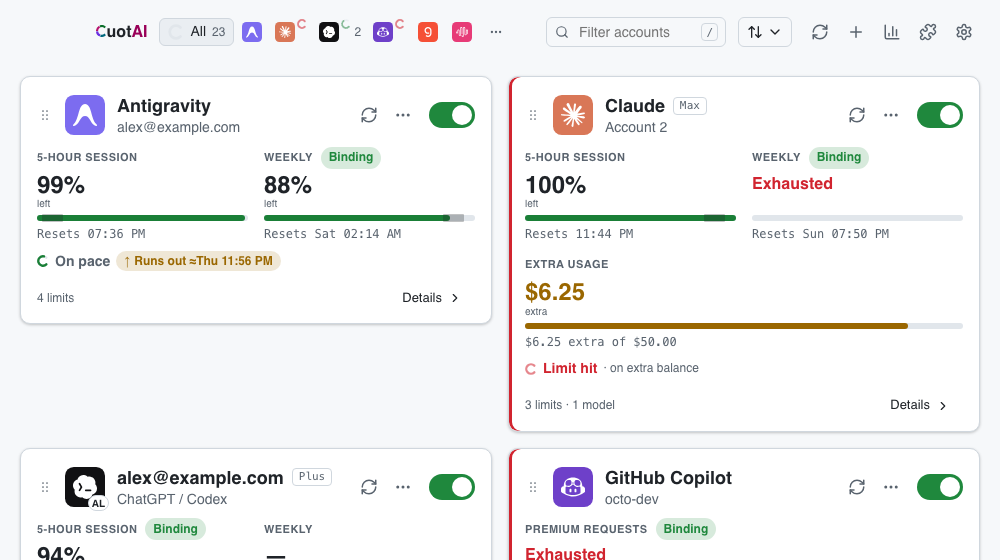 CuotAI All 23 2 9 Filter accounts /
Antigravity
alex@example.com
5-HOUR SESSION
99%
left
Resets 07:36 PM
WEEKLY Binding
88%
left
Resets Sat 02:14 AM
On pace ↑ Runs out ≈Thu 11:56 PM
4 limits Details
Claude Max
Account 2
5-HOUR SESSION
100%
left
Resets 11:44 PM
WEEKLY Binding
Exhausted
Resets Sun 07:50 PM
EXTRA USAGE
$6.25
extra
$6.25 extra of $50.00
Limit hit · on extra balance
3 limits · 1 model Details
AL
alex@example.com Plus
ChatGPT / Codex
5-HOUR SESSION Binding
94%
WEEKLY
—
GitHub Copilot
octo-dev
PREMIUM REQUESTS Binding
Exhausted